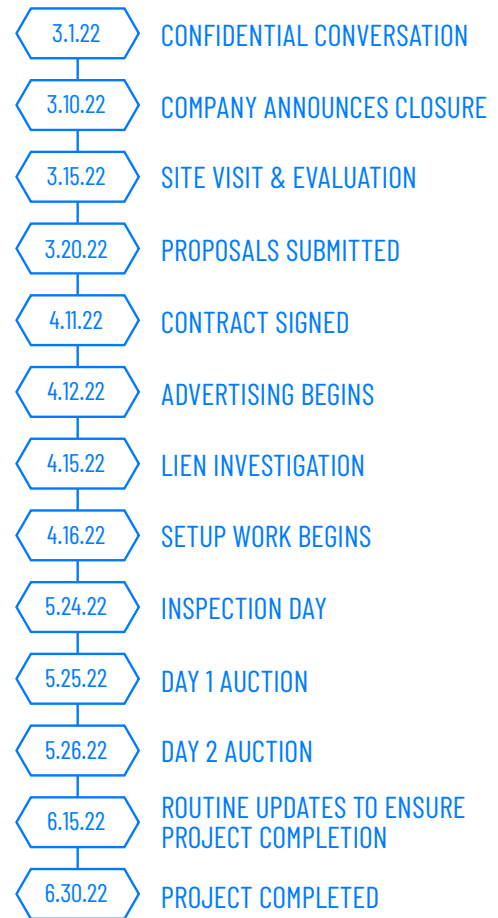 3.1.22 CONFIDENTIAL CONVERSATION
3.10.22 COMPANY ANNOUNCES CLOSURE
3.15.22 SITE VISIT & EVALUATION
3.20.22 PROPOSALS SUBMITTED
4.11.22 CONTRACT SIGNED
4.12.22 ADVERTISING BEGINS
4.15.22 LIEN INVESTIGATION
4.16.22 SETUP WORK BEGINS
5.24.22 INSPECTION DAY
5.25.22 DAY 1 AUCTION
5.26.22 DAY 2 AUCTION
6.15.22 ROUTINE UPDATES TO ENSURE
PROJECT COMPLETION
6.30.22 PROJECT COMPLETED